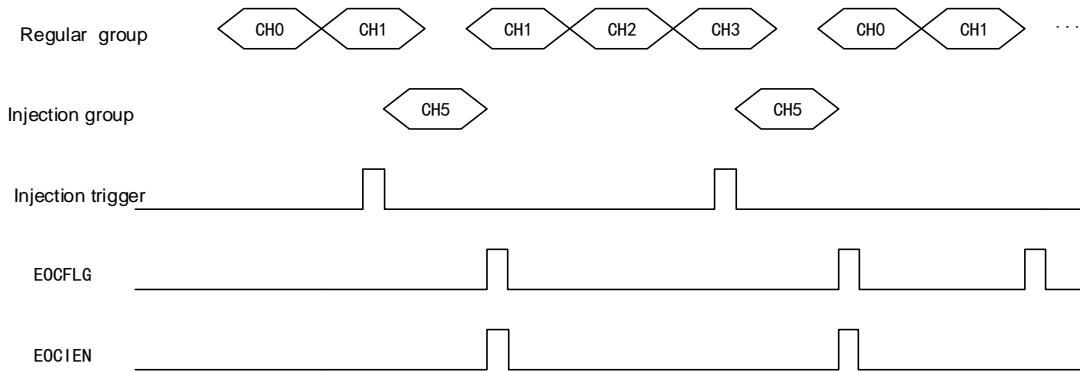 Regular group CH0 CH1 CH1 CH2 CH3 CH0 CH1 ...
Injection group CH5 CH5
Injection trigger
EOCFLG
EOCIEN